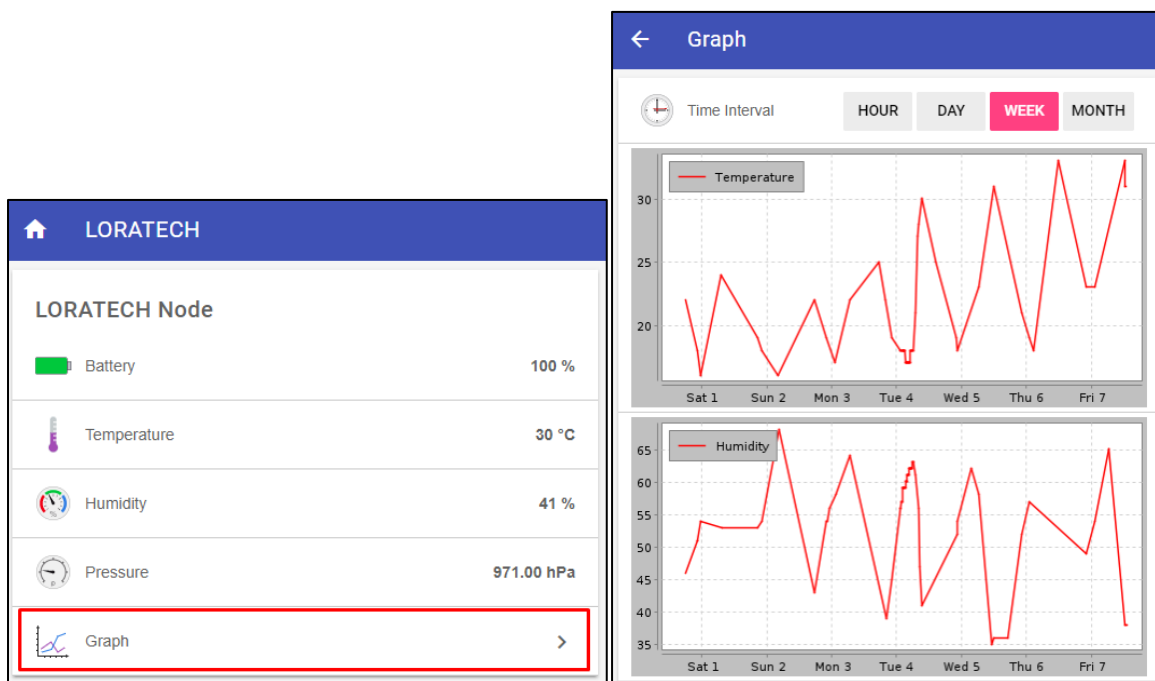 LORATECH
LORATECH Node
Battery 100 %
Temperature 30 °C
Humidity 41 %
Pressure 971.00 hPa
Graph
Graph
Time Interval HOUR DAY WEEK MONTH
Temperature
30
25
20
Sat 1 Sun 2 Mon 3 Tue 4 Wed 5 Thu 6 Fri 7
Humidity
65
60
55
50
45
40
35
Sat 1 Sun 2 Mon 3 Tue 4 Wed 5 Thu 6 Fri 7